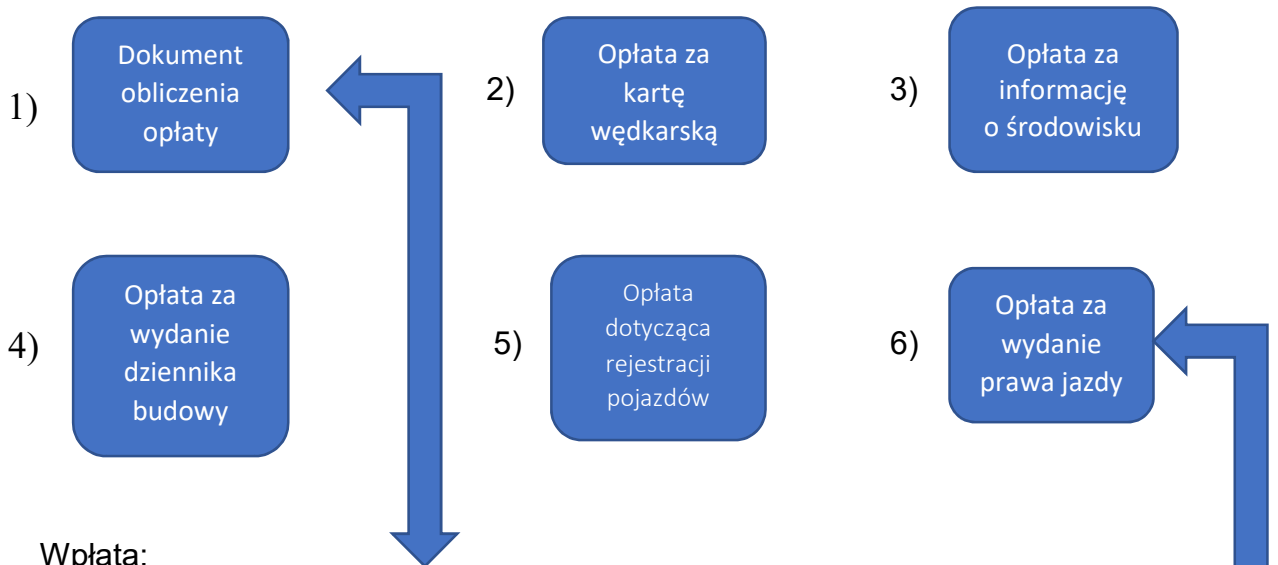 1)
Dokument
obliczenia
opłaty
2)
Opłata za
kartę
wędkarską
3)
Opłata za
informację
o środowisku
4)
Opłata za
wydanie
dziennika
budowy
5)
Opłata
dotycząca
rejestracji
pojazdów
6)
Opłata za
wydanie
prawa jazdy
Wpłata: